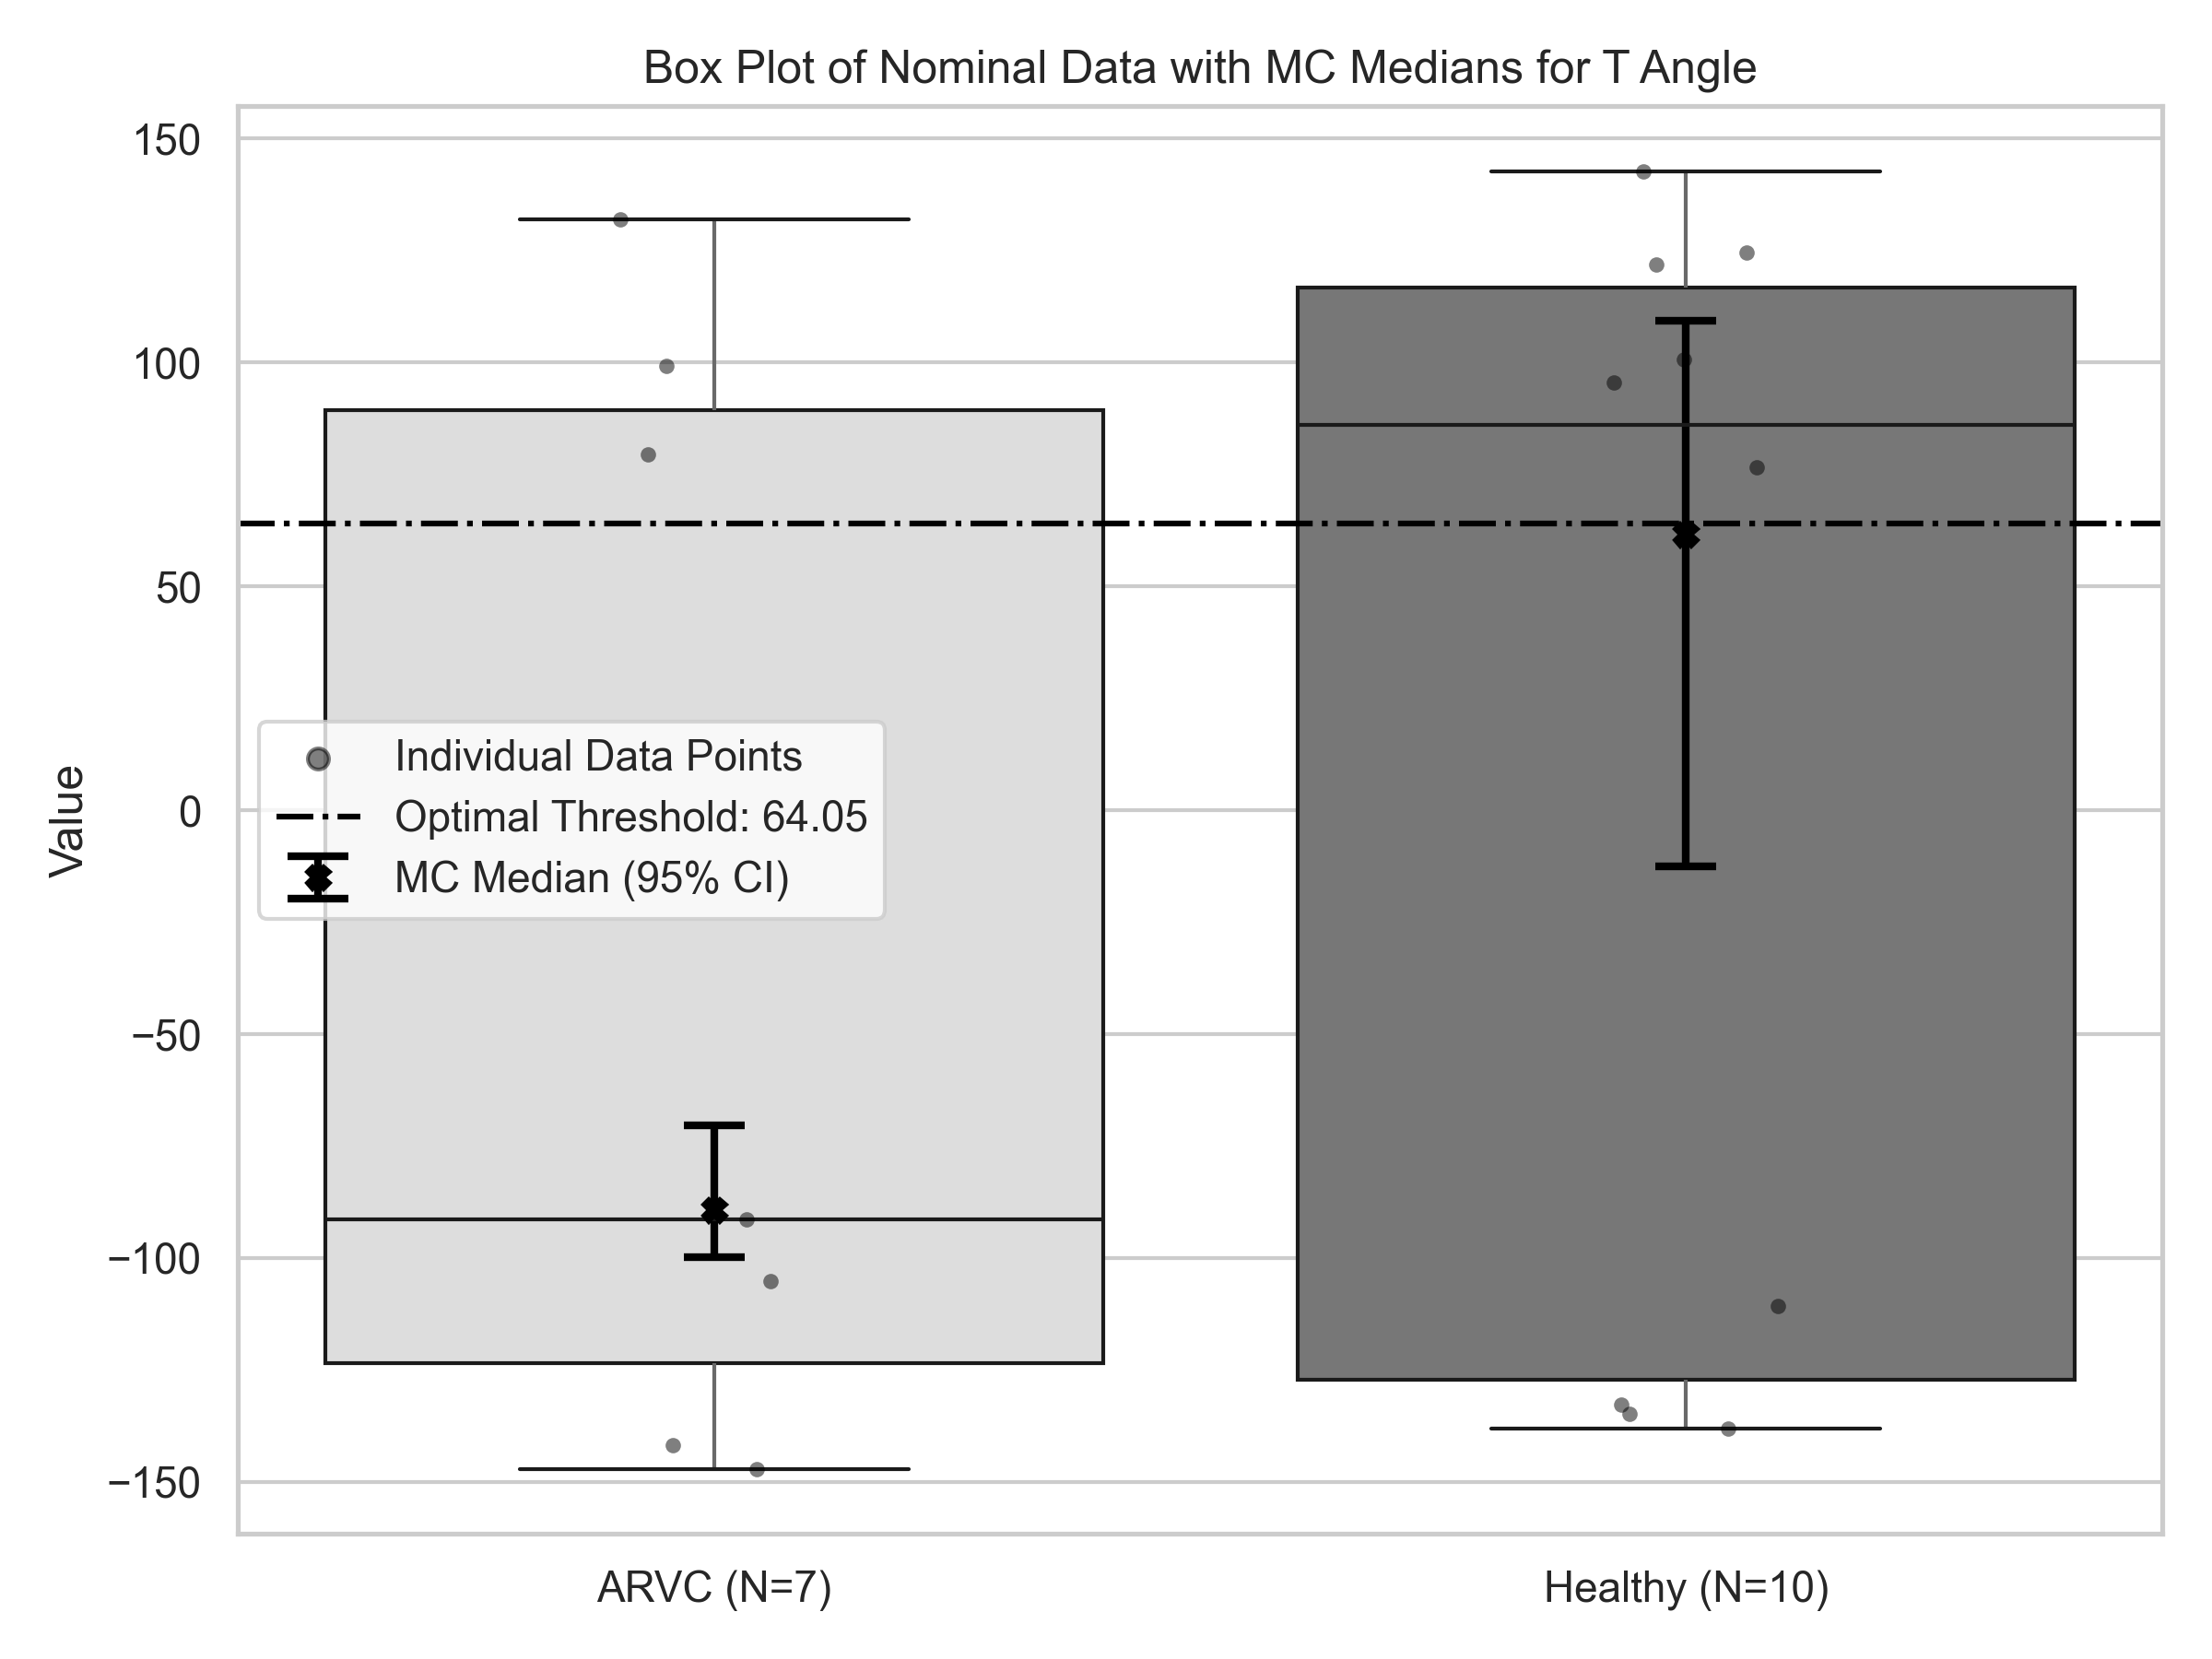 Box Plot of Nominal Data with MC Medians for T Angle
Value
150
100
50
0
−50
−100
−150
Individual Data Points
Optimal Threshold: 64.05
MC Median (95% CI)
ARVC (N=7)
Healthy (N=10)